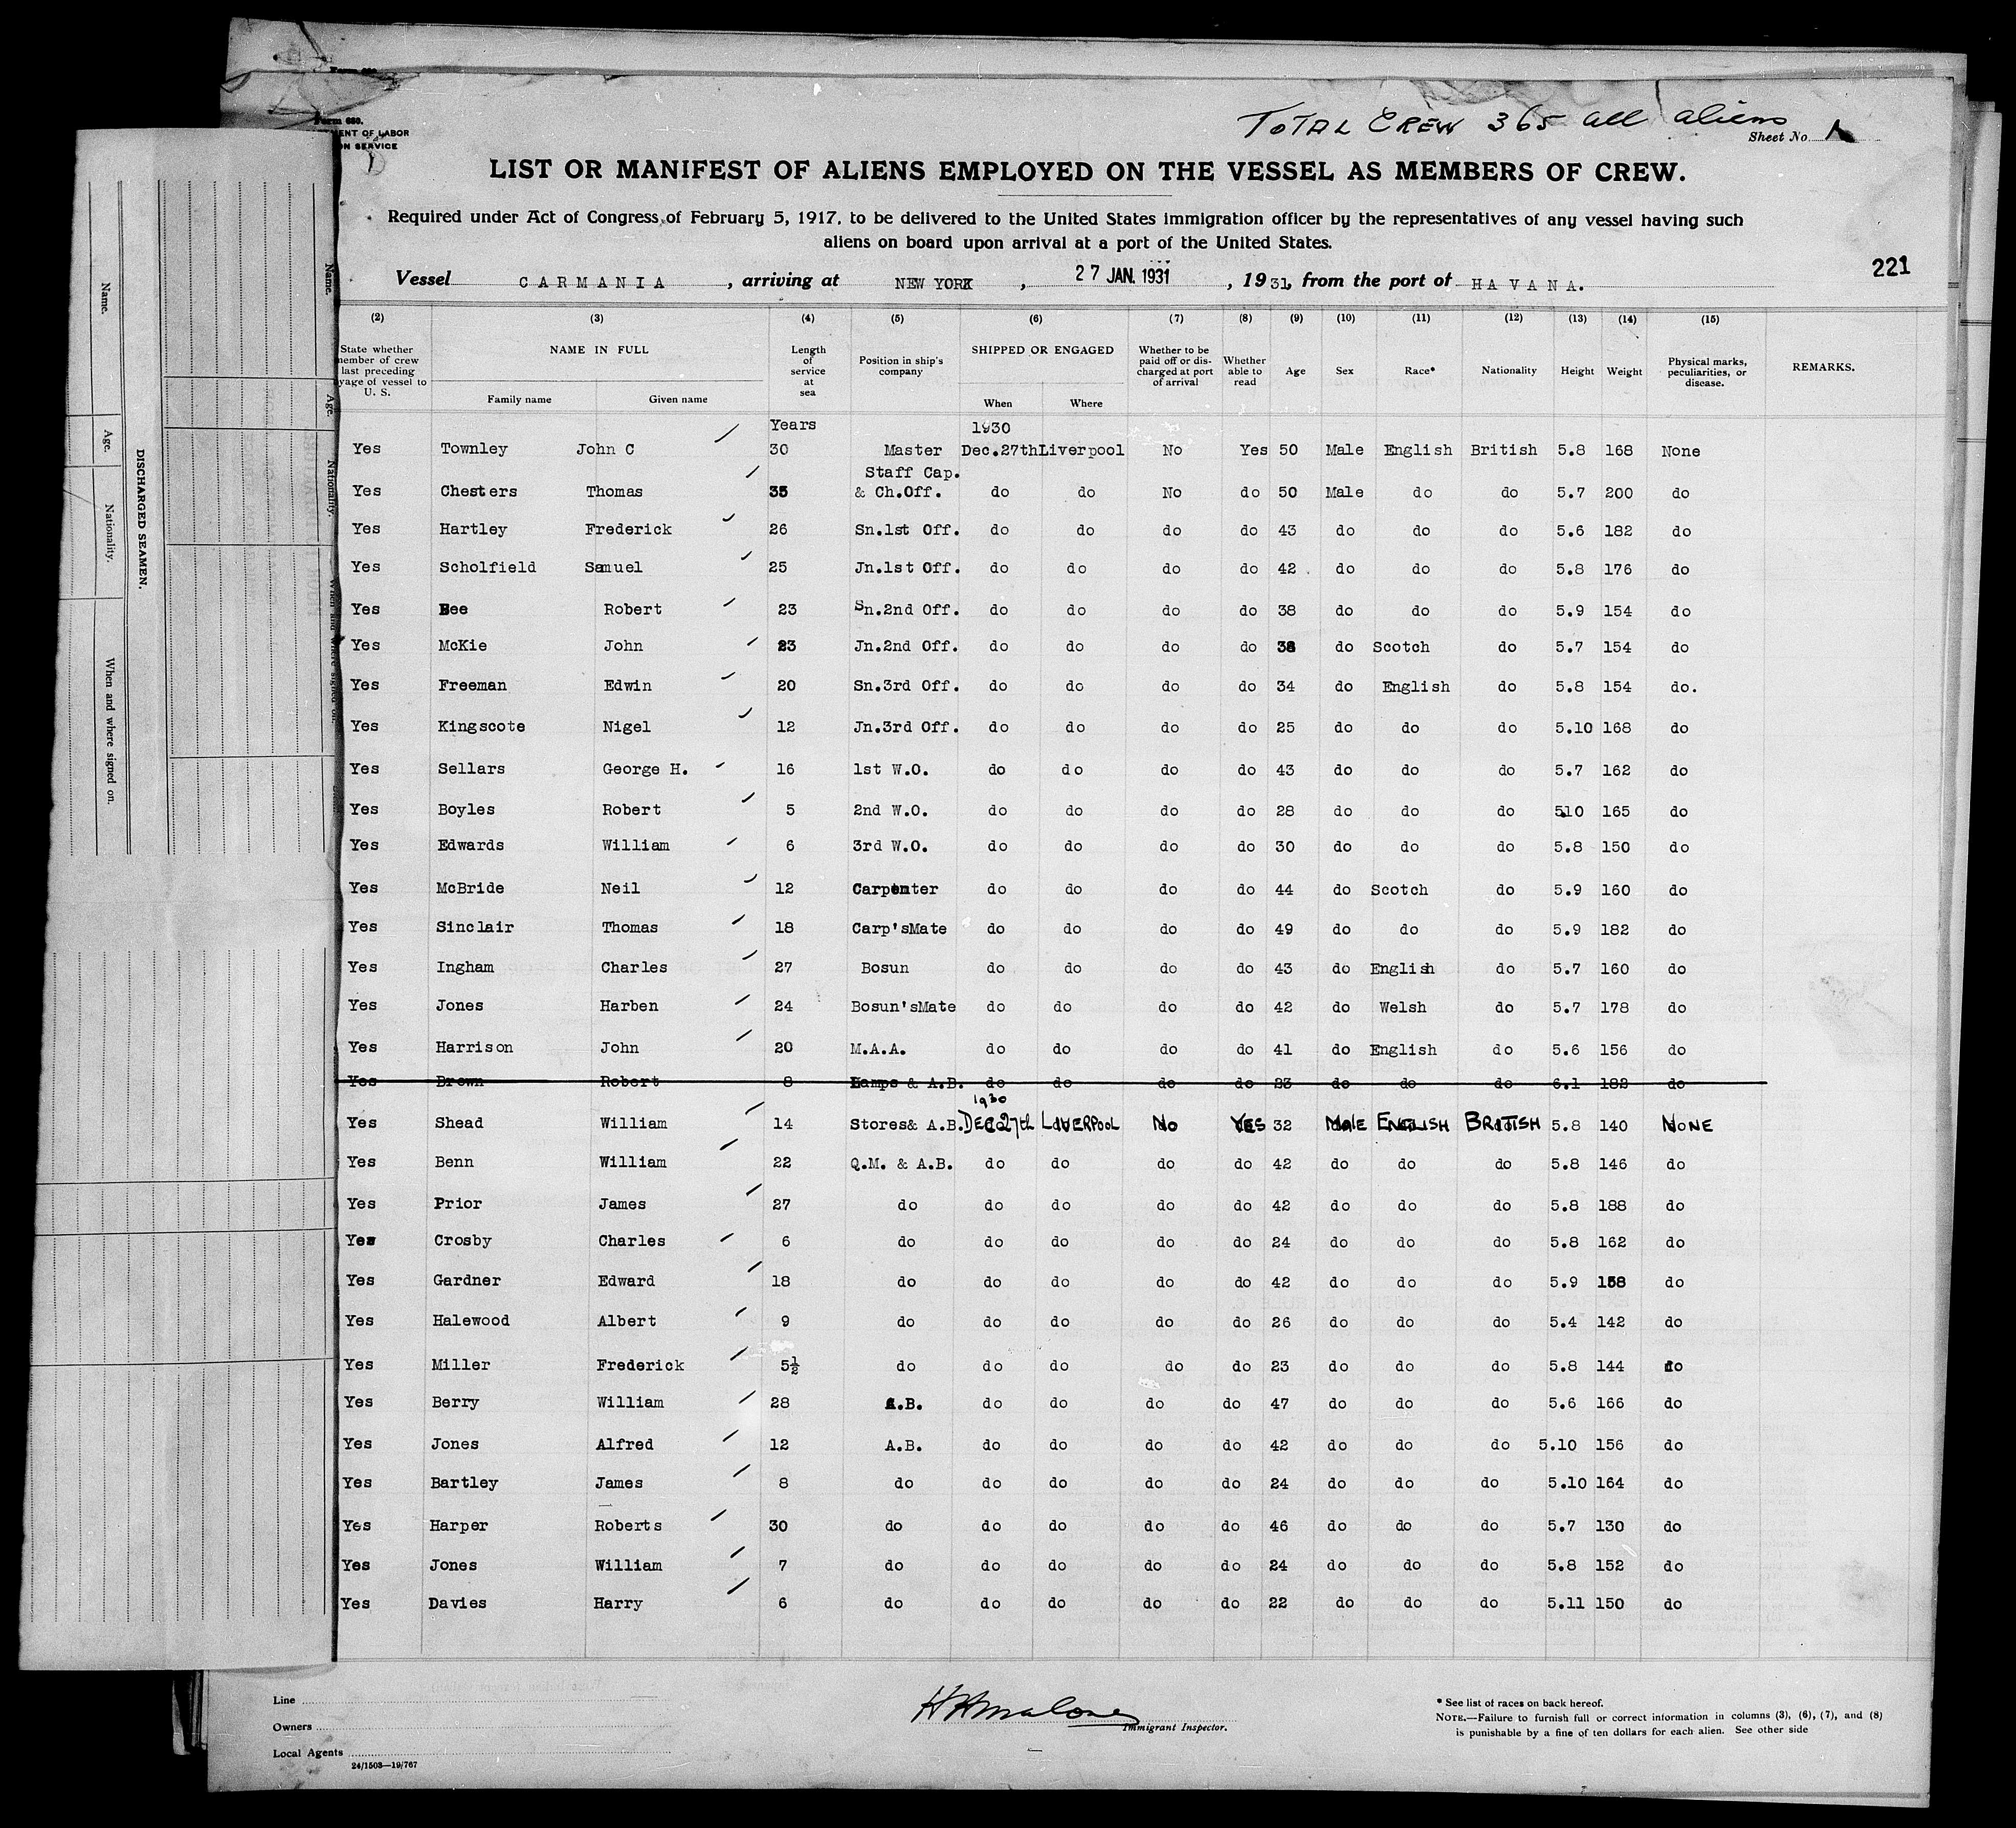 Form 680.
ENT OF LABOR
ON SERVICE
TOTAL CREW 365 all aliens
Sheet No. 1
LIST OR MANIFEST OF ALIENS EMPLOYED ON THE VESSEL AS MEMBERS OF CREW.
Required under Act of Congress of February 5, 1917, to be delivered to the United States immigration officer by the representatives of any vessel having such
aliens on board upon arrival at a port of the United States.
221
Vessel CARMANIA, arriving at NEW YORK, 27 JAN. 1931, 1931, from the port of HAVANA.
(2) (3) (4) (5) (6) (7) (8) (9) (10) (11) (12) (13) (14) (15)
State whether member of crew last preceding yage of vessel to U. S. NAME IN FULL Family name Given name Length of service at sea Position in ship's company SHIPPED OR ENGAGED When Where Whether to be paid off or discharged at port of arrival Whether able to read Age Sex Race* Nationality Height Weight Physical marks, peculiarities, or disease. REMARKS.
Years 1930
Yes Townley John C 30 Master Dec.27th Liverpool No Yes 50 Male English British 5.8 168 None
Staff Cap.
Yes Chesters Thomas 35 & Ch.Off. do do No do 50 Male do do 5.7 200 do
Yes Hartley Frederick 26 Sn.1st Off. do do do do 43 do do do 5.6 182 do
Yes Scholfield Samuel 25 Jn.1st Off. do do do do 42 do do do 5.8 176 do
Yes Bee Robert 23 Sn.2nd Off. do do do do 38 do do do 5.9 154 do
Yes McKie John 23 Jn.2nd Off. do do do do 38 do Scotch do 5.7 154 do
Yes Freeman Edwin 20 Sn.3rd Off. do do do do 34 do English do 5.8 154 do.
Yes Kingscote Nigel 12 Jn.3rd Off. do do do do 25 do do do 5.10 168 do
Yes Sellars George H. 16 1st W.O. do do do do 43 do do do 5.7 162 do
Yes Boyles Robert 5 2nd W.O. do do do do 28 do do do 5.10 165 do
Yes Edwards William 6 3rd W.O. do do do do 30 do do do 5.8 150 do
Yes McBride Neil 12 Carpenter do do do do 44 do Scotch do 5.9 160 do
Yes Sinclair Thomas 18 Carp'sMate do do do do 49 do do do 5.9 182 do
Yes Ingham Charles 27 Bosun do do do do 43 do English do 5.7 160 do
Yes Jones Harben 24 Bosun'sMate do do do do 42 do Welsh do 5.7 178 do
Yes Harrison John 20 M.A.A. do do do do 41 do English do 5.6 156 do
Yes Brown Robert 8 Lamps & A.B. do do do do 23 do do do 6.1 182 do
1930
Yes Shead William 14 Stores& A.B. DEC 27th LIVERPOOL No YES 32 MALE ENGLISH BRITISH 5.8 140 NONE
Yes Benn William 22 Q.M. & A.B. do do do do 42 do do do 5.8 146 do
Yes Prior James 27 do do do do do 42 do do do 5.8 188 do
Yes Crosby Charles 6 do do do do do 24 do do do 5.8 162 do
Yes Gardner Edward 18 do do do do do 42 do do do 5.9 158 do
Yes Halewood Albert 9 do do do do do 26 do do do 5.4 142 do
Yes Miller Frederick 5½ do do do do do 23 do do do 5.8 144 do
Yes Berry William 28 A.B. do do do do 47 do do do 5.6 166 do
Yes Jones Alfred 12 A.B. do do do do 42 do do do 5.10 156 do
Yes Bartley James 8 do do do do do 24 do do do 5.10 164 do
Yes Harper Roberts 30 do do do do do 46 do do do 5.7 130 do
Yes Jones William 7 do do do do do 24 do do do 5.8 152 do
Yes Davies Harry 6 do do do do do 22 do do do 5.11 150 do
Name.
Age.
Nationality.
When and where signed on.
DISCHARGED SEAMEN.
Name.
Age.
Nationality.
When and where signed on.
Line
Owners
Local Agents
24/1503—19/767
Immigrant Inspector.
* See list of races on back hereof.
NOTE.—Failure to furnish full or correct information in columns (3), (6), (7), and (8)
is punishable by a fine of ten dollars for each alien. See other side